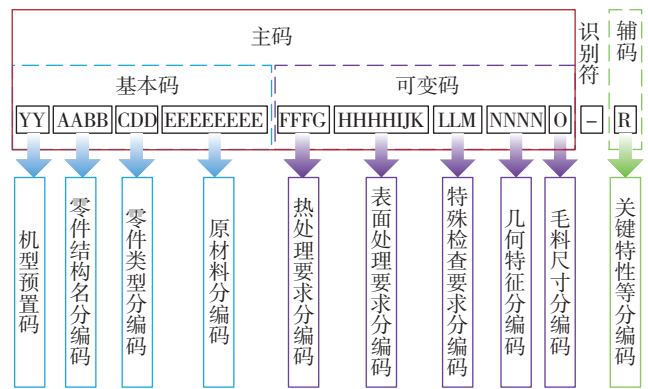 主码
识别符
辅码
基本码
可变码
YY AABB CDD EEEEEEEE FFFG HHHHIJK LLM NNNN O - R
机型预置码
零件结构名分编码
零件类型分编码
原材料分编码
热处理要求分编码
表面处理要求分编码
特殊检查要求分编码
几何特征分编码
毛料尺寸分编码
关键特性等分编码